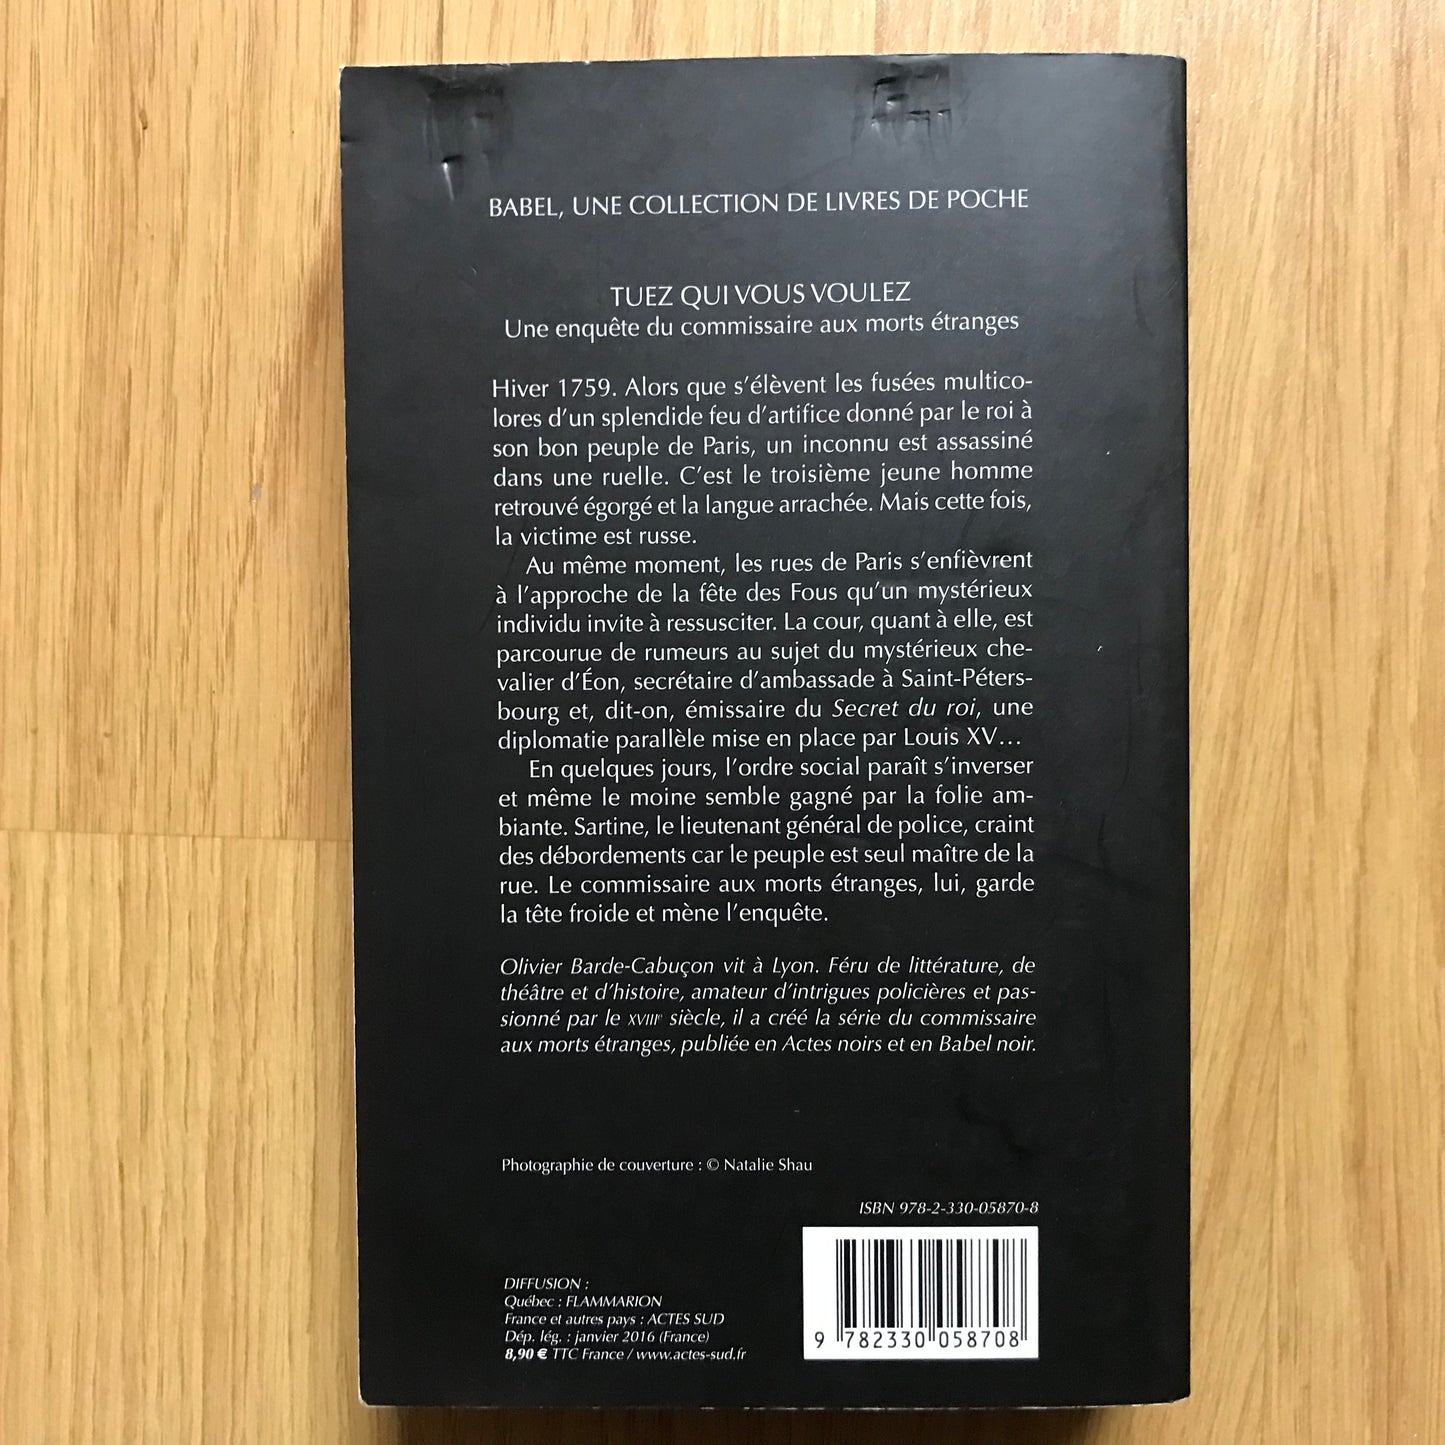 BABEL, UNE COLLECTION DE LIVRES DE POCHE
TUEZ QUI VOUS VOULEZ
Une enquête du commissaire aux morts étranges
Hiver 1759. Alors que s'élèvent les fusées multico-
lores d'un splendide feu d'artifice donné par le roi à
son bon peuple de Paris, un inconnu est assassiné
dans une ruelle. C'est le troisième jeune homme
retrouvé égorgé et la langue arrachée. Mais cette fois,
la victime est russe.
Au même moment, les rues de Paris s'enfièvrent
à l'approche de la fête des Fous qu'un mystérieux
individu invite à ressusciter. La cour, quant à elle, est
parcourue de rumeurs au sujet du mystérieux che-
valier d'Éon, secrétaire d'ambassade à Saint-Péters-
bourg et, dit-on, émissaire du Secret du roi, une
diplomatie parallèle mise en place par Louis XV...
En quelques jours, l'ordre social paraît s'inverser
et même le moine semble gagné par la folie am-
biante. Sartine, le lieutenant général de police, craint
des débordements car le peuple est seul maître de la
rue. Le commissaire aux morts étranges, lui, garde
la tête froide et mène l'enquête.
Olivier Barde-Cabuçon vit à Lyon. Féru de littérature, de
théâtre et d'histoire, amateur d'intrigues policières et pas-
sionné par le XVIIIe siècle, il a créé la série du commissaire
aux morts étranges, publiée en Actes noirs et en Babel noir.
Photographie de couverture : © Natalie Shau
ISBN 978-2-330-05870-8
DIFFUSION :
Québec : FLAMMARION
France et autres pays : ACTES SUD
Dép. lég. : janvier 2016 (France)
8,90 € TTC France / www.actes-sud.fr
9 782330 058708